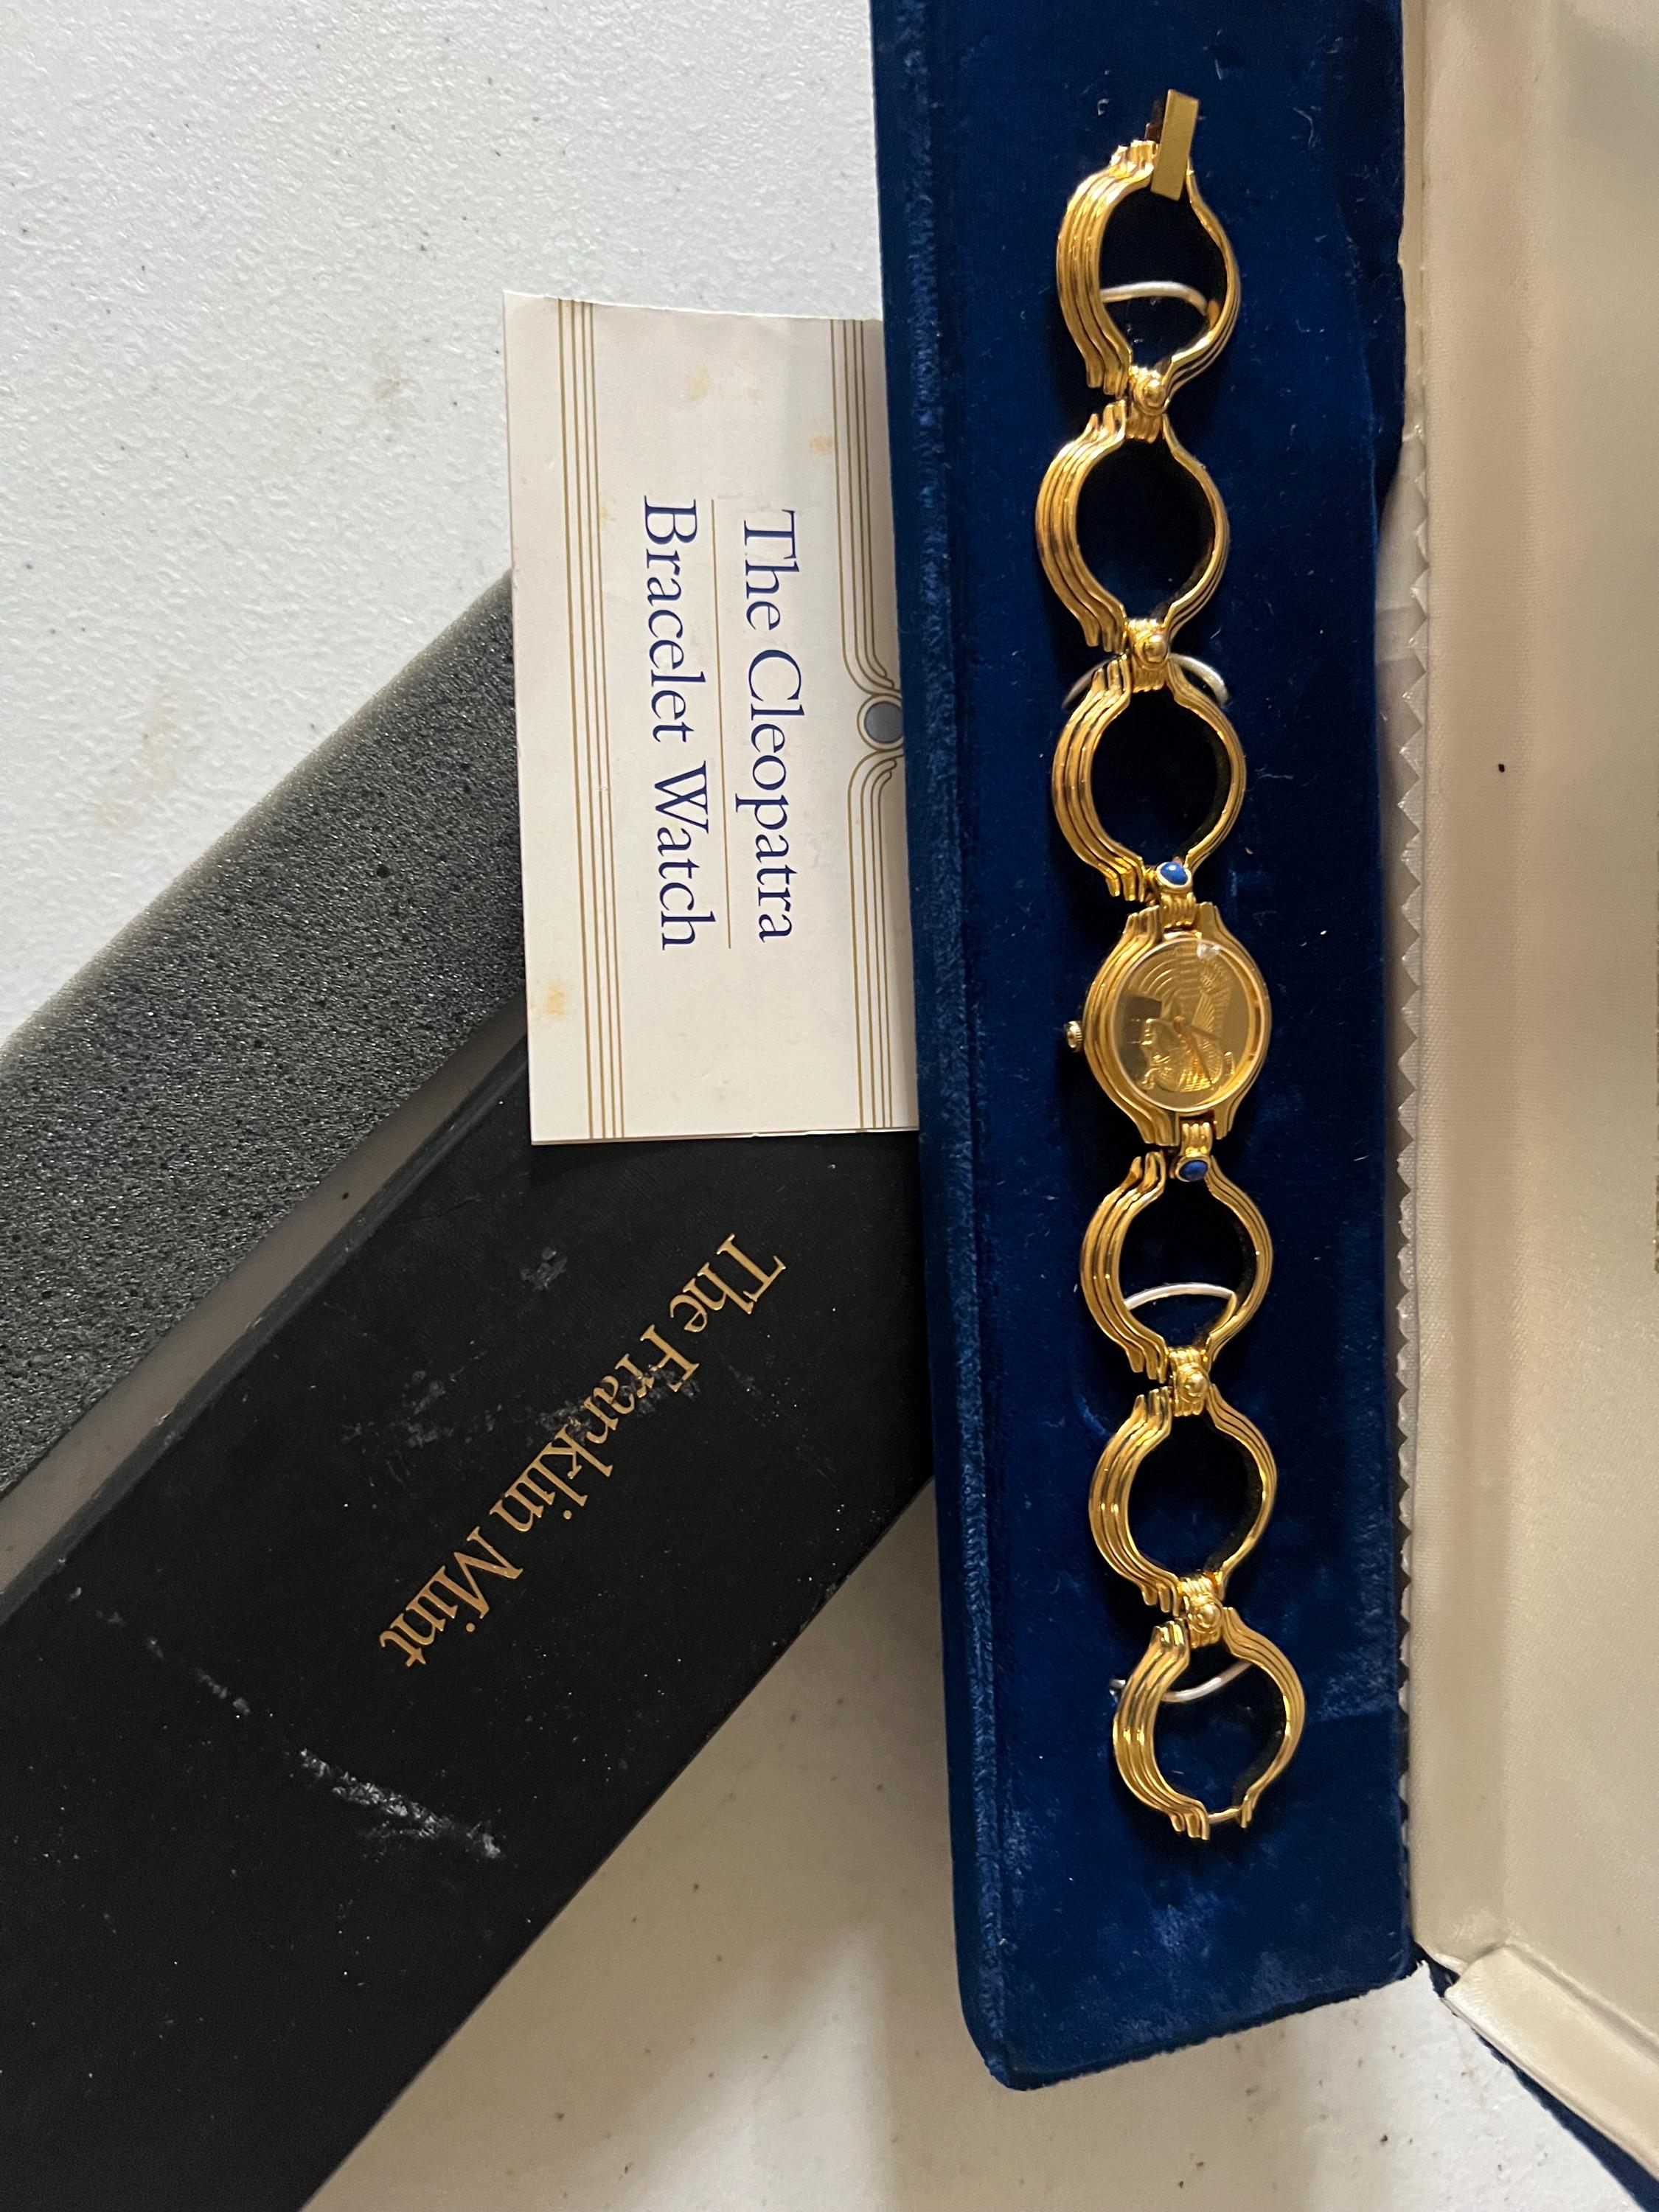 The Cleopatra
Bracelet Watch
The Franklin Mint